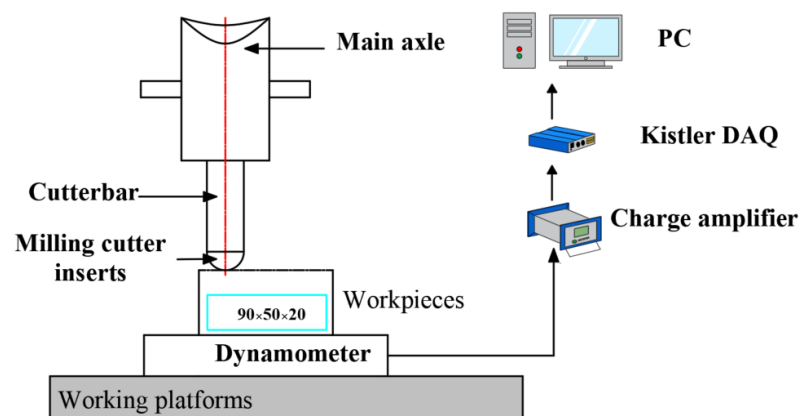 Main axle
PC
Kistler DAQ
Cutterbar
Charge amplifier
Milling cutter
inserts
Workpieces
90×50×20
Dynamometer
Working platforms